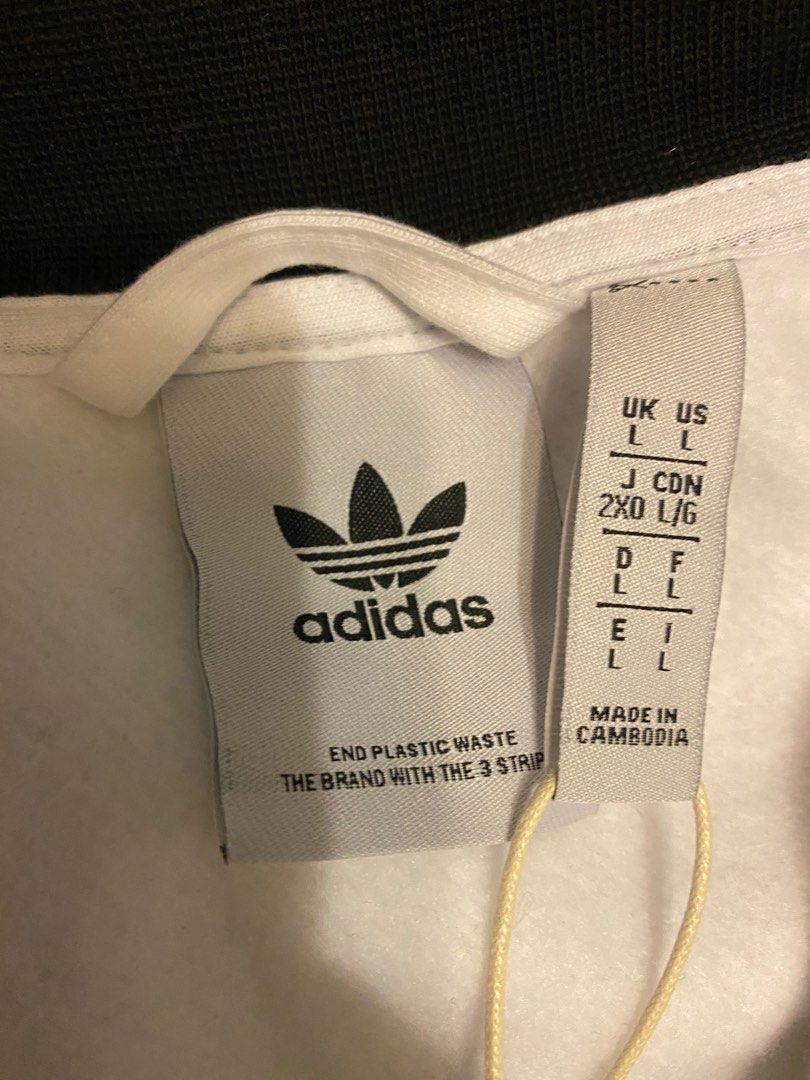 adidas
END PLASTIC WASTE
THE BRAND WITH THE 3 STRIP
UK US
L L
J CDN
2XO L/G
D F
L L
E I
L L
MADE IN
CAMBODIA